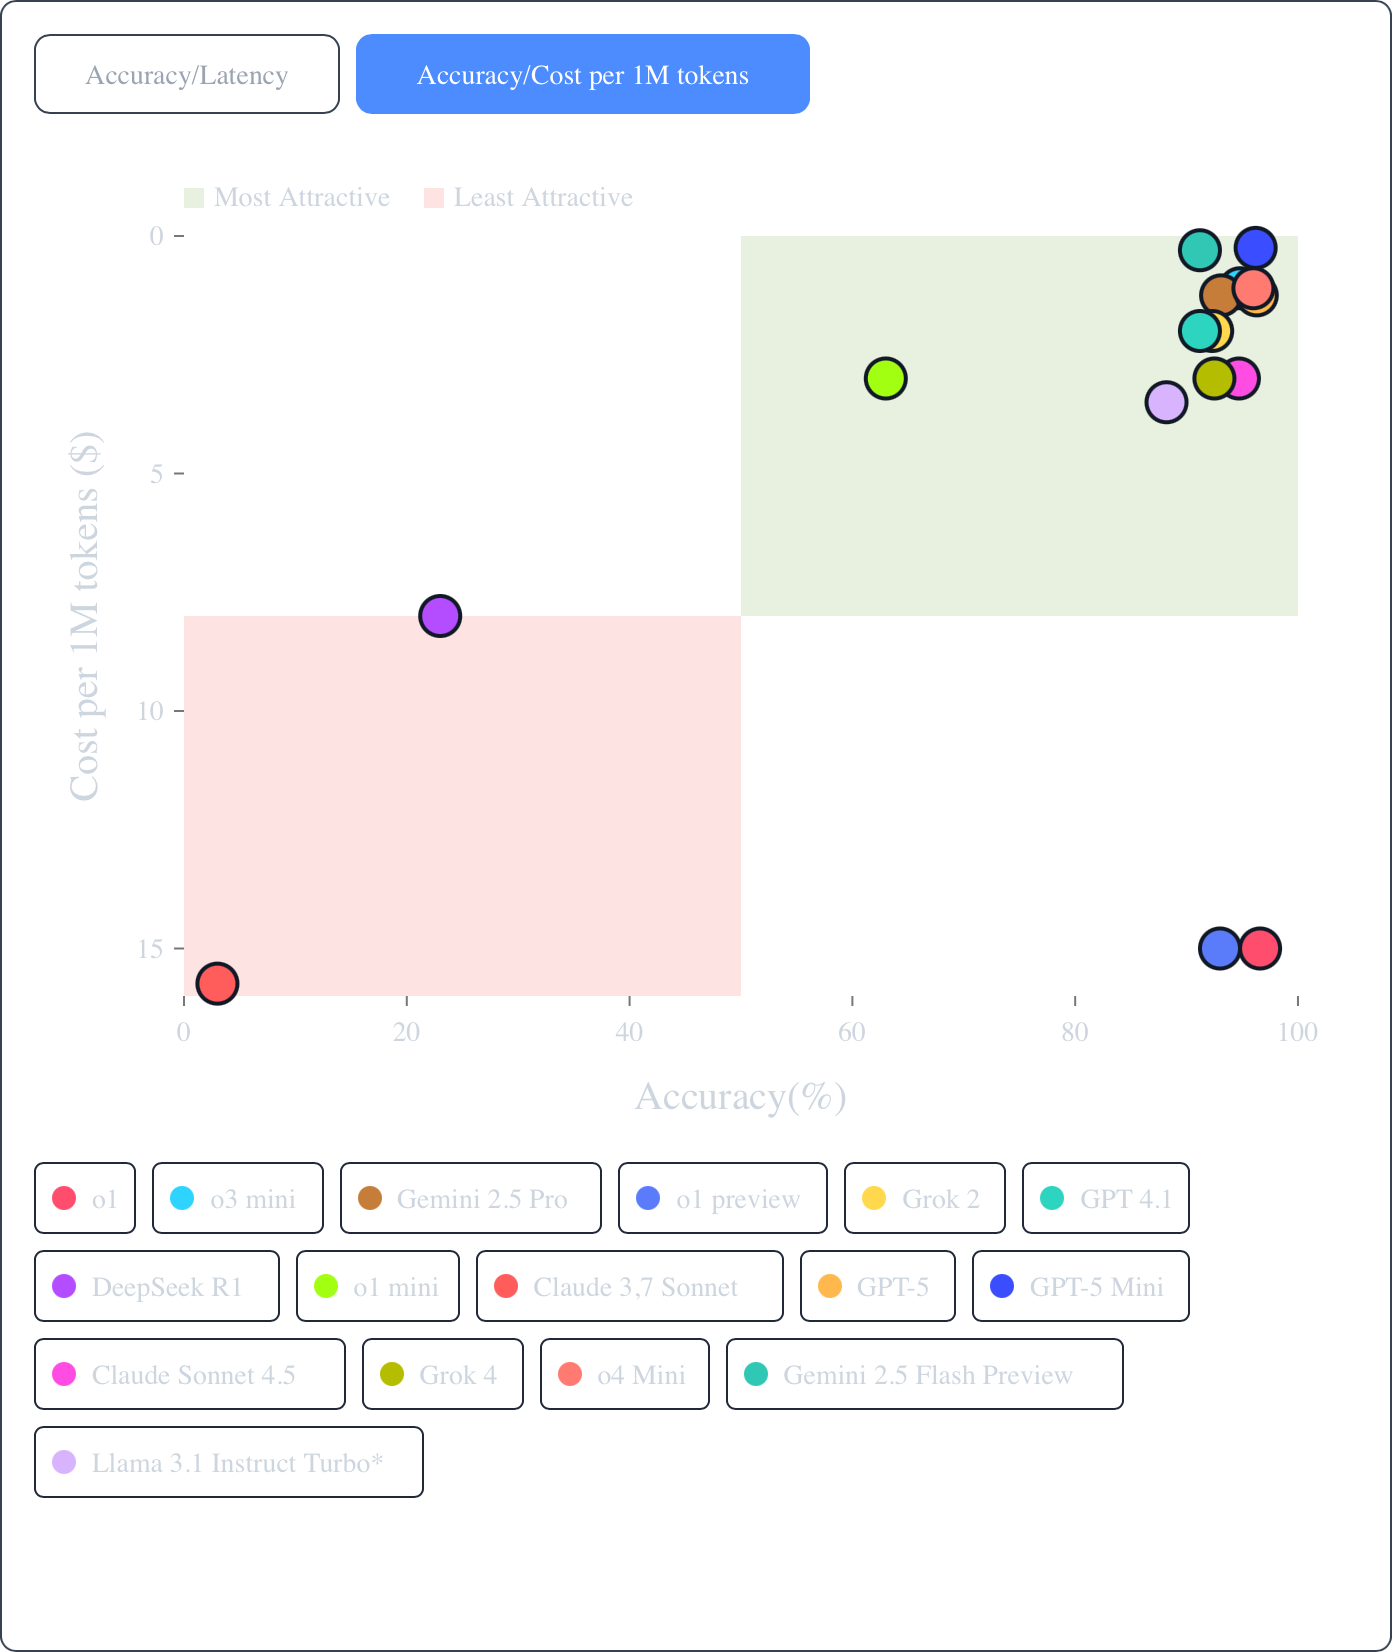 Accuracy/Latency
Accuracy/Cost per 1M tokens
Most Attractive
Least Attractive
0
5
10
15
Cost per 1M tokens ($)
0
20
40
60
80
100
Accuracy(%)
o1
o3 mini
Gemini 2.5 Pro
o1 preview
Grok 2
GPT 4.1
DeepSeek R1
o1 mini
Claude 3,7 Sonnet
GPT-5
GPT-5 Mini
Claude Sonnet 4.5
Grok 4
o4 Mini
Gemini 2.5 Flash Preview
Llama 3.1 Instruct Turbo*